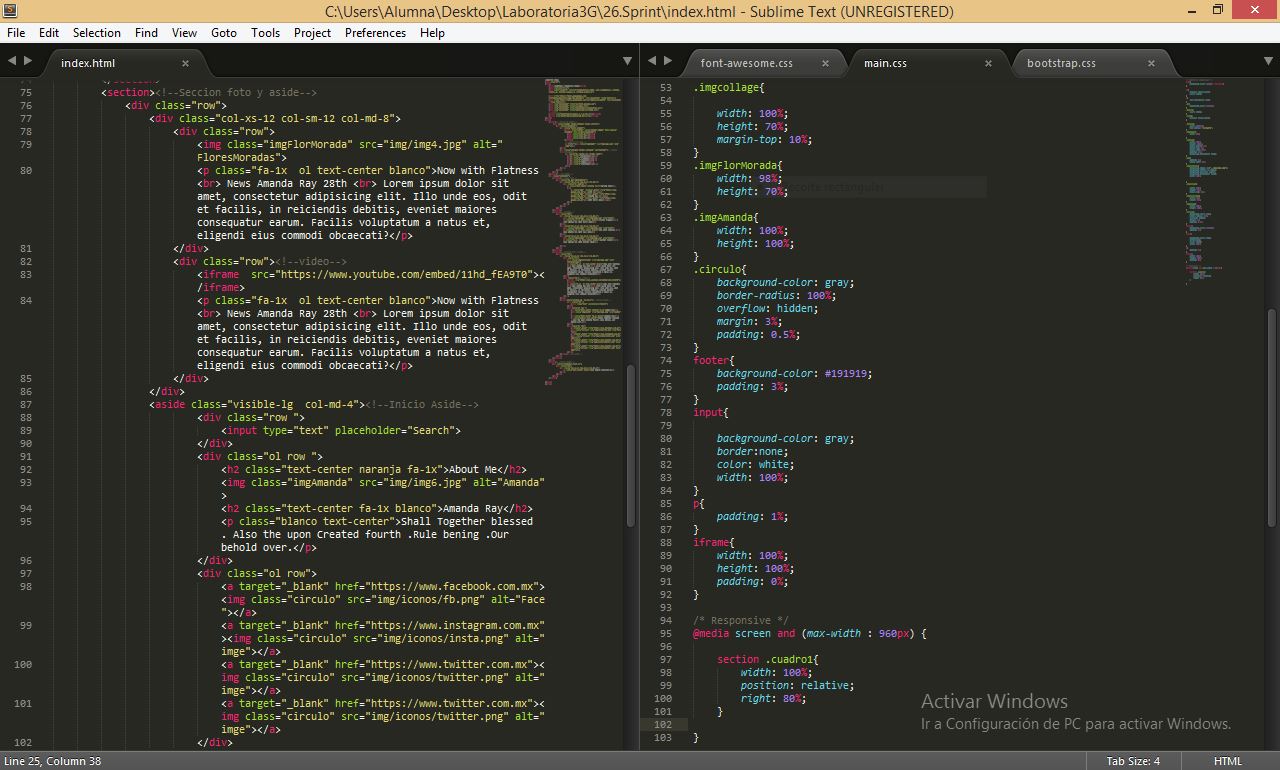 C:\Users\Alumna\Desktop\Laboratoria3G\26.Sprint\index.html - Sublime Text (UNREGISTERED)
File Edit Selection Find View Goto Tools Project Preferences Help
index.html
75 <section><!--Seccion foto y aside-->
76 <div class="row">
77 <div class="col-xs-12 col-sm-12 col-md-8">
78 <div class="row">
79 <img class="imgFlorMorada" src="img/img4.jpg" alt="
FloresMoradas">
80 <p class="fa-1x  ol text-center blanco">Now with Flatness
<br> News Amanda Ray 28th <br> Lorem ipsum dolor sit
amet, consectetur adipisicing elit. Illo unde eos, odit
et facilis, in reiciendis debitis, eveniet maiores
consequatur earum. Facilis voluptatum a natus et,
eligendi eius commodi obcaecati?</p>
81 </div>
82 <div class="row"><!--video-->
83 <iframe  src="https://www.youtube.com/embed/11hd_fEA9T0"><
/iframe>
84 <p class="fa-1x  ol text-center blanco">Now with Flatness
<br> News Amanda Ray 28th <br> Lorem ipsum dolor sit
amet, consectetur adipisicing elit. Illo unde eos, odit
et facilis, in reiciendis debitis, eveniet maiores
consequatur earum. Facilis voluptatum a natus et,
eligendi eius commodi obcaecati?</p>
85 </div>
86 </div>
87 <aside class="visible-lg  col-md-4"><!--Inicio Aside-->
88 <div class="row ">
89 <input type="text" placeholder="Search">
90 </div>
91 <div class="ol row ">
92 <h2 class="text-center naranja fa-1x">About Me</h2>
93 <img class="imgAmanda" src="img/img6.jpg" alt="Amanda"
>
94 <h2 class="text-center fa-1x blanco">Amanda Ray</h2>
95 <p class="blanco text-center">Shall Together blessed
. Also the upon Created fourth .Rule bening .Our
behold over.</p>
96 </div>
97 <div class="ol row">
98 <a target="_blank" href="https://www.facebook.com.mx">
<img class="circulo" src="img/iconos/fb.png" alt="Face
"></a>
99 <a target="_blank" href="https://www.instagram.com.mx"
><img class="circulo" src="img/iconos/insta.png" alt="
imge"></a>
100 <a target="_blank" href="https://www.twitter.com.mx"><
img class="circulo" src="img/iconos/twitter.png" alt="
imge"></a>
101 <a target="_blank" href="https://www.twitter.com.mx"><
img class="circulo" src="img/iconos/twitter.png" alt="
imge"></a>
102 </div>
font-awesome.css main.css bootstrap.css
53 .imgcollage{
54
55 width: 100%;
56 height: 70%;
57 margin-top: 10%;
58 }
59 .imgFlorMorada{
60 width: 98%;
61 height: 70%;
62 }
63 .imgAmanda{
64 width: 100%;
65 height: 100%;
66 }
67 .circulo{
68 background-color: gray;
69 border-radius: 100%;
70 overflow: hidden;
71 margin: 3%;
72 padding: 0.5%;
73 }
74 footer{
75 background-color: #191919;
76 padding: 3%;
77 }
78 input{
79
80 background-color: gray;
81 border:none;
82 color: white;
83 width: 100%;
84 }
85 p{
86 padding: 1%;
87 }
88 iframe{
89 width: 100%;
90 height: 100%;
91 padding: 0%;
92 }
93
94 /* Responsive */
95 @media screen and (max-width : 960px) {
96
97 section .cuadro1{
98 width: 100%;
99 position: relative;
100 right: 80%;
101 }
102
103 }
Activar Windows
Ir a Configuración de PC para activar Windows.
Line 25, Column 38
Tab Size: 4 HTML